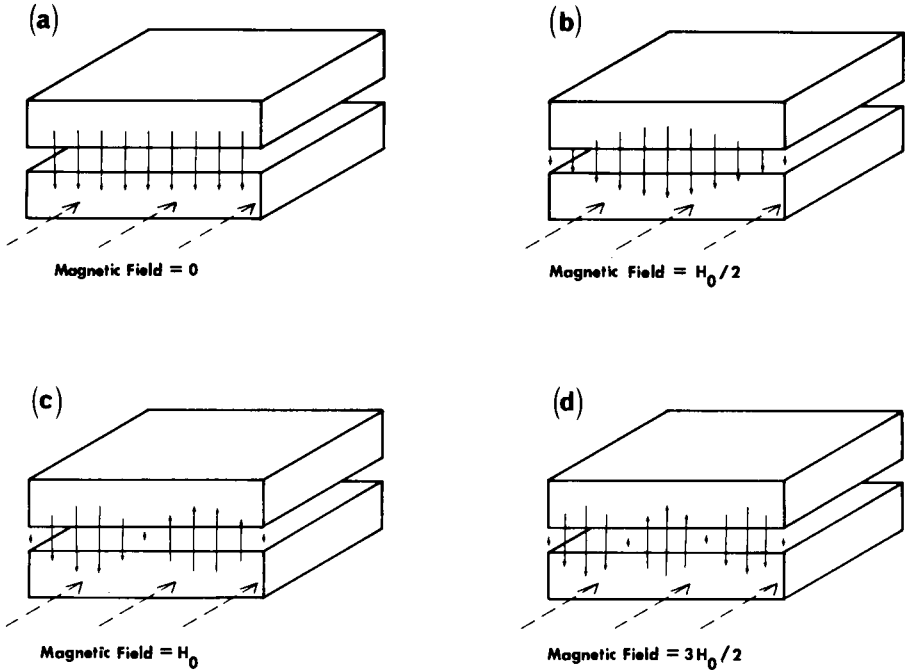 (a)
(b)
Magnetic Field = 0
Magnetic Field = H₀/2
(c)
(d)
Magnetic Field = H₀
Magnetic Field = 3H₀/2